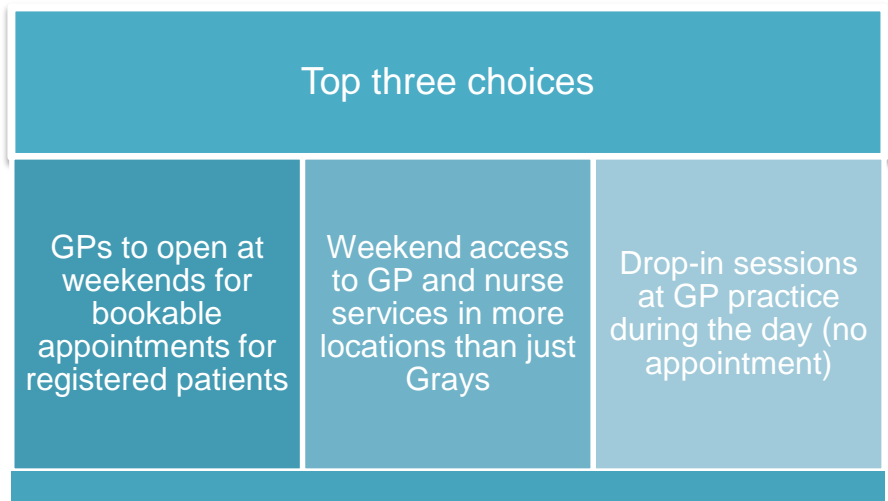 Top three choices
GPs to open at
weekends for
bookable
appointments for
registered patients
Weekend access
to GP and nurse
services in more
locations than just
Grays
Drop-in sessions
at GP practice
during the day (no
appointment)